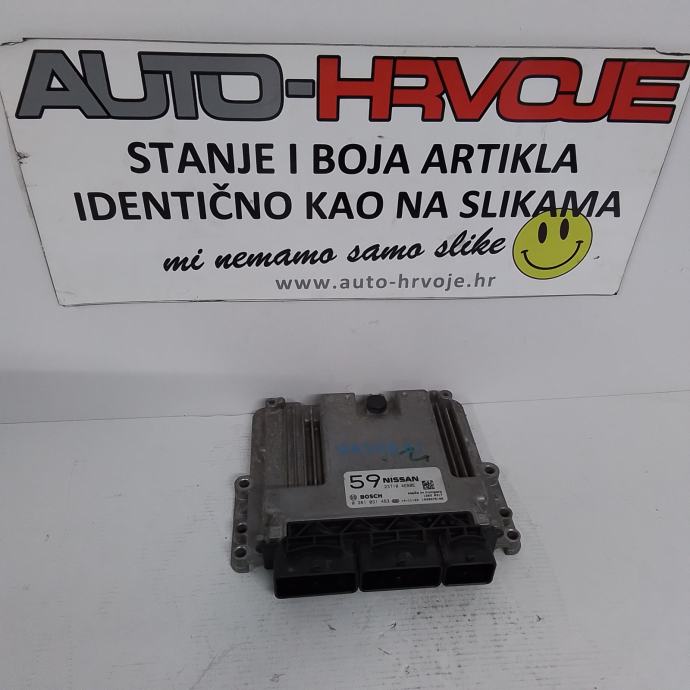 AUTO-HRVOJE
STANJE I BOJA ARTIKLA
IDENTIČNO KAO NA SLIKAMA
mi nemamo samo slike
www.auto-hrvoje.hr
59 NISSAN
BOSCH